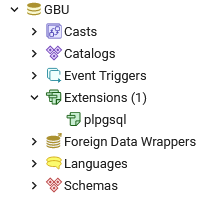 GBU
Casts
Catalogs
Event Triggers
Extensions (1)
plpgsql
Foreign Data Wrappers
Languages
Schemas